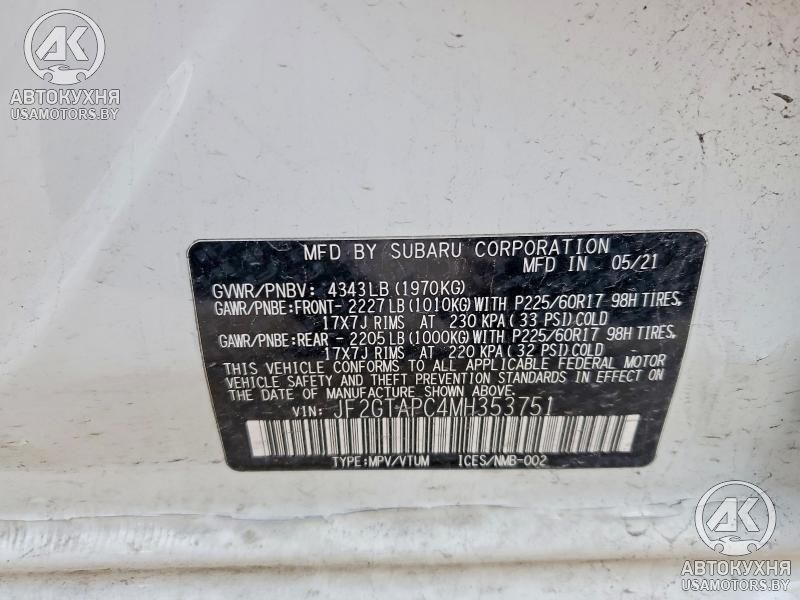 АК
АВТОКУХНЯ
USAMOTORS.BY
MFD BY SUBARU CORPORATION
MFD IN 05/21
GVWR/PNBV: 4343LB (1970KG)
GAWR/PNBE:FRONT- 2227LB (1010KG) WITH P225/60R17 98H TIRES.
17X7J RIMS AT 230 KPA (33 PSI) COLD
GAWR/PNBE:REAR - 2205LB (1000KG) WITH P225/60R17 98H TIRES.
17X7J RIMS AT 220 KPA (32 PSI) COLD
THIS VEHICLE CONFORMS TO ALL APPLICABLE FEDERAL MOTOR
VEHICLE SAFETY AND THEFT PREVENTION STANDARDS IN EFFECT ON
THE DATE OF MANUFACTURE SHOWN ABOVE.
VIN: JF2GTAPC4MH353751
TYPE:MPV/VTUM ICES/NMB-002
АК
АВТОКУХНЯ
USAMOTORS.BY